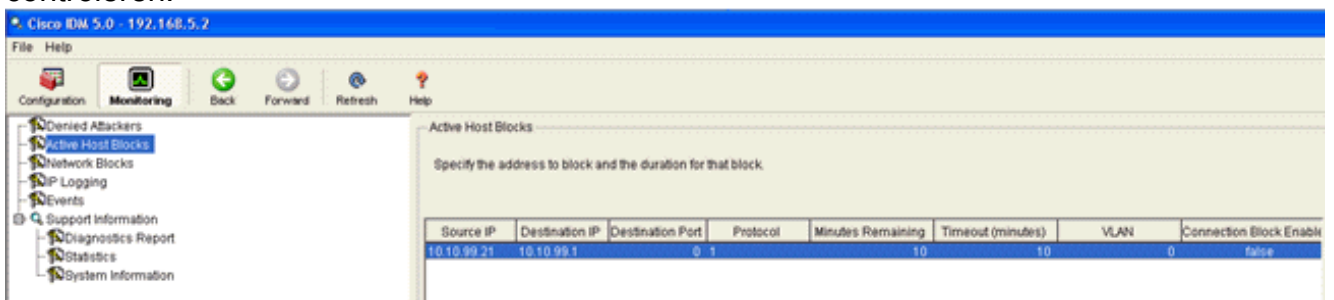 controleren.
Cisco IDM 5.0 - 192.168.5.2
File Help
Configuration Monitoring Back Forward Refresh Help
Denied Attackers
Active Host Blocks
Network Blocks
IP Logging
Events
Support Information
Diagnostics Report
Statistics
System Information
Active Host Blocks
Specify the address to block and the duration for that block.
Source IP Destination IP Destination Port Protocol Minutes Remaining Timeout (minutes) VLAN Connection Block Enable
10.10.99.21 10.10.99.1 0 1 10 10 0 false